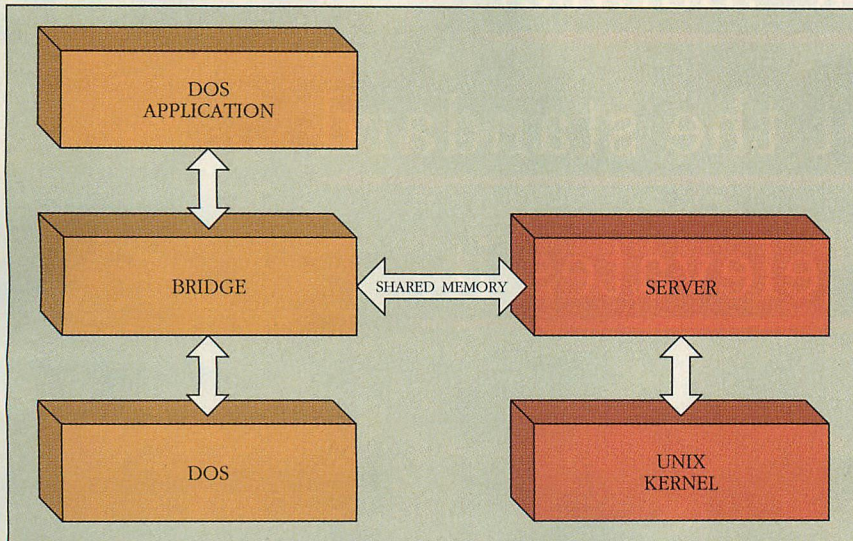 DOS
APPLICATION
BRIDGE
SHARED MEMORY
SERVER
DOS
UNIX
KERNEL